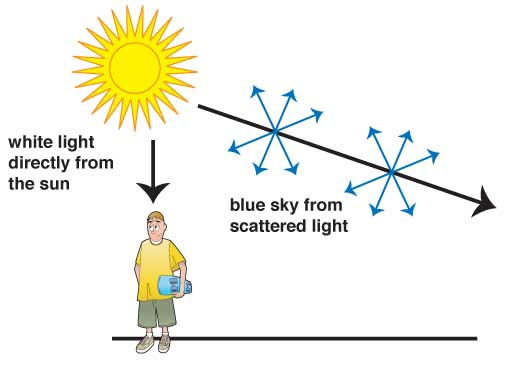 white light
directly from
the sun
blue sky from
scattered light